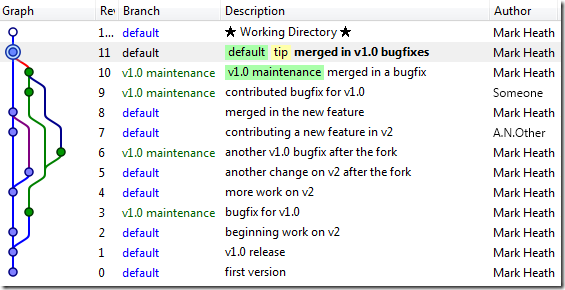 Graph Re Branch Description Author
1... default ★ Working Directory ★ Mark Heath
11 default default tip merged in v1.0 bugfixes Mark Heath
10 v1.0 maintenance v1.0 maintenance merged in a bugfix Mark Heath
9 v1.0 maintenance contributed bugfix for v1.0 Someone
8 default merged in the new feature Mark Heath
7 default contributing a new feature in v2 A.N.Other
6 v1.0 maintenance another v1.0 bugfix after the fork Mark Heath
5 default another change on v2 after the fork Mark Heath
4 default more work on v2 Mark Heath
3 v1.0 maintenance bugfix for v1.0 Mark Heath
2 default beginning work on v2 Mark Heath
1 default v1.0 release Mark Heath
0 default first version Mark Heath